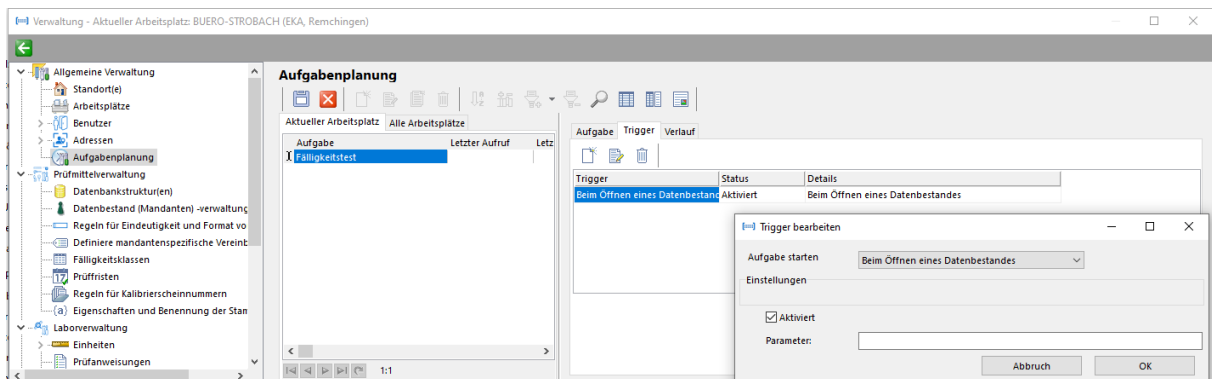 Verwaltung - Aktueller Arbeitsplatz: BUERO-STROBACH (EKA, Remchingen)
Allgemeine Verwaltung
Standort(e)
Arbeitsplätze
Benutzer
Adressen
Aufgabenplanung
Prüfmittelverwaltung
Datenbankstruktur(en)
Datenbestand (Mandanten) -verwaltung
Regeln für Eindeutigkeit und Format vo
Definiere mandantenspezifische Vereinb
Fälligkeitsklassen
Prüffristen
Regeln für Kalibrierscheinnummern
Eigenschaften und Benennung der Stam
Laborverwaltung
Einheiten
Prüfanweisungen
Aufgabenplanung
Aktueller Arbeitsplatz Alle Arbeitsplätze
Aufgabe Letzter Aufruf Letz
Fälligkeitstest
1:1
Aufgabe Trigger Verlauf
Trigger Status Details
Beim Öffnen eines Datenbestand Aktiviert Beim Öffnen eines Datenbestandes
Trigger bearbeiten
Aufgabe starten Beim Öffnen eines Datenbestandes
Einstellungen
Aktiviert
Parameter:
Abbruch OK